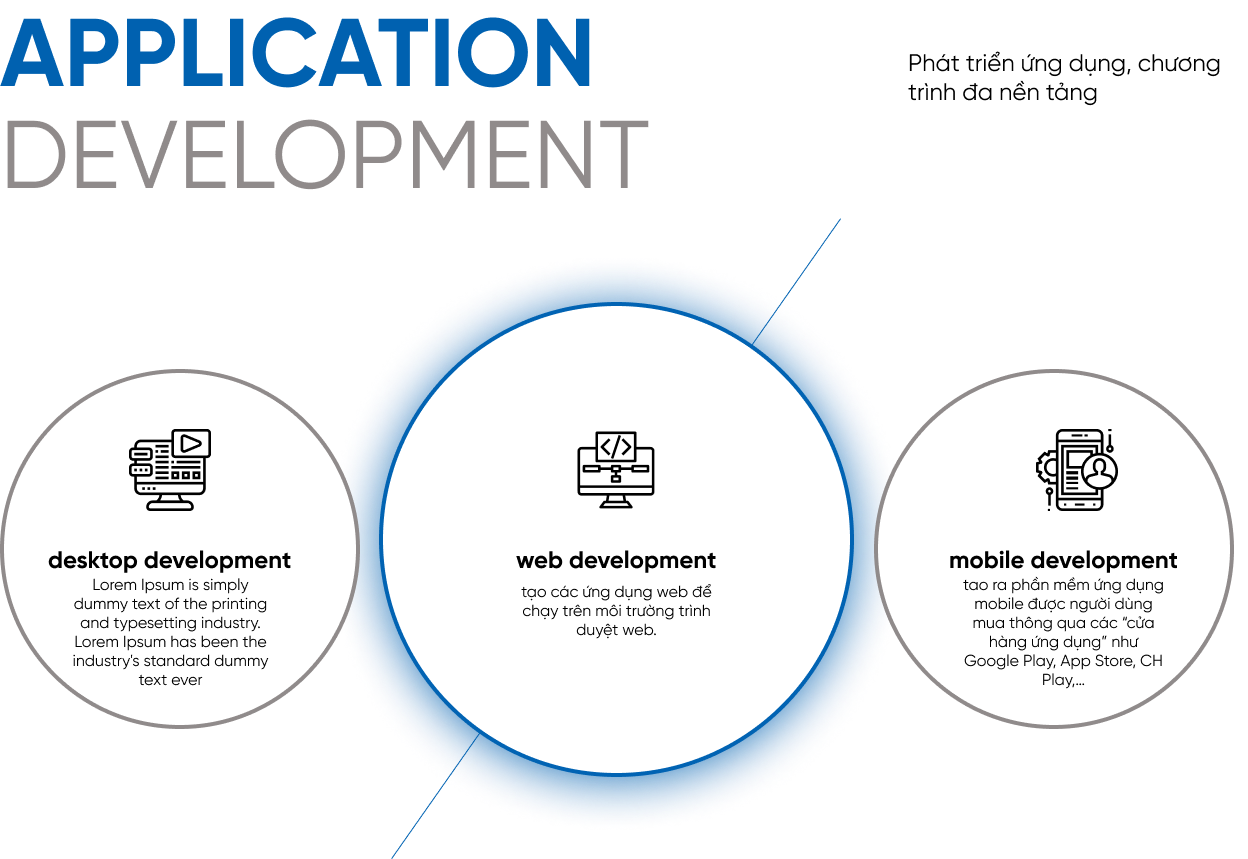 APPLICATION
DEVELOPMENT
Phát triển ứng dụng, chương
trình đa nền tảng
desktop development
Lorem Ipsum is simply
dummy text of the printing
and typesetting industry.
Lorem Ipsum has been the
industry's standard dummy
text ever
</>
web development
tạo các ứng dụng web để
chạy trên môi trường trình
duyệt web.
mobile development
tạo ra phần mềm ứng dụng
mobile được người dùng
mua thông qua các “cửa
hàng ứng dụng” như
Google Play, App Store, CH
Play,...